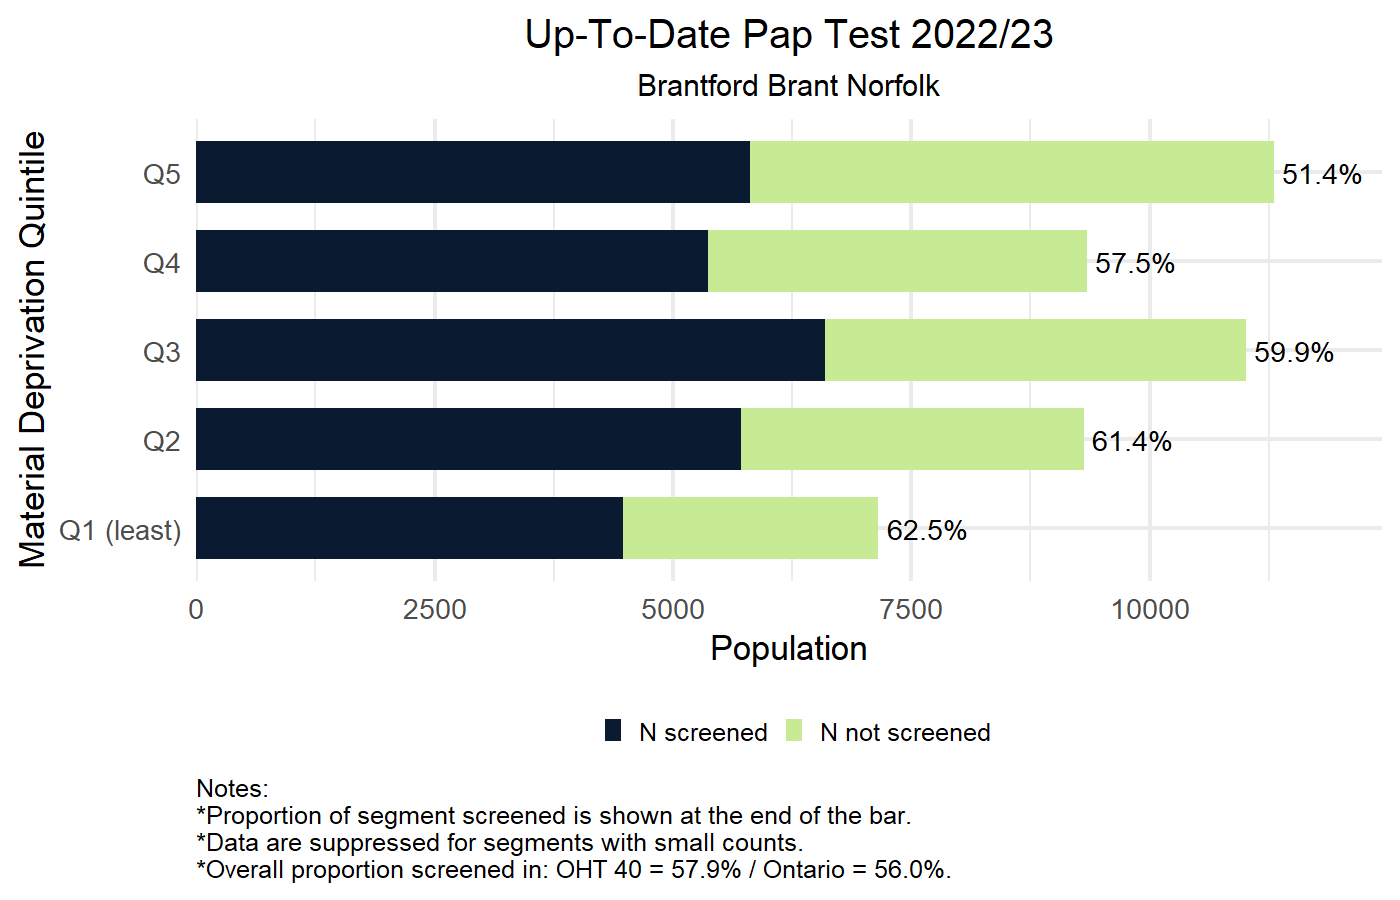 Up-To-Date Pap Test 2022/23
Brantford Brant Norfolk
Material Deprivation Quintile
Q5
51.4%
Q4
57.5%
Q3
59.9%
Q2
61.4%
Q1 (least)
62.5%
0 2500 5000 7500 10000
Population
N screened N not screened
Notes:
*Proportion of segment screened is shown at the end of the bar.
*Data are suppressed for segments with small counts.
*Overall proportion screened in: OHT 40 = 57.9% / Ontario = 56.0%.